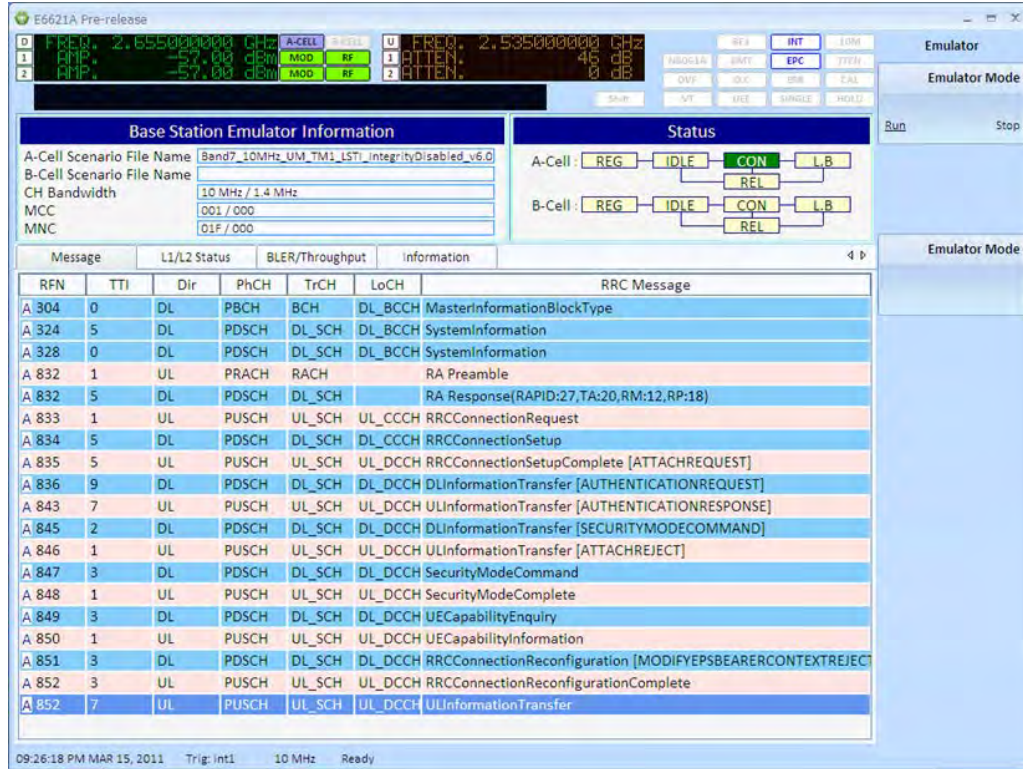 E6621A Pre-release
D FREQ. 2.655000000 GHz A-CELL
1 AMP. -57.00 dBm MOD RF
2 AMP. -57.00 dBm MOD RF
U FREQ. 2.535000000 GHz
1 ATTEN. 46 dB
2 ATTEN. 0 dB
INT
EPC
Shift
SINGLE HOLD
Emulator
Emulator Mode
Run Stop
Emulator Mode
Base Station Emulator Information
A-Cell Scenario File Name Band7_10MHz_UM_TM1_LSTI_IntegrityDisabled_v6.0
B-Cell Scenario File Name
CH Bandwidth 10 MHz / 1.4 MHz
MCC 001 / 000
MNC 01F / 000
Status
A-Cell : REG IDLE CON L.B
REL
B-Cell : REG IDLE CON L.B
REL
Message L1/L2 Status BLER/Throughput Information
RFN TTI Dir PhCH TrCH LoCH RRC Message
A 304 0 DL PBCH BCH DL_BCCH MasterInformationBlockType
A 324 5 DL PDSCH DL_SCH DL_BCCH SystemInformation
A 328 0 DL PDSCH DL_SCH DL_BCCH SystemInformation
A 832 1 UL PRACH RACH RA Preamble
A 832 5 DL PDSCH DL_SCH RA Response(RAPID:27,TA:20,RM:12,RP:18)
A 833 1 UL PUSCH UL_SCH UL_CCCH RRCConnectionRequest
A 834 5 DL PDSCH DL_SCH DL_CCCH RRCConnectionSetup
A 835 5 UL PUSCH UL_SCH UL_DCCH RRCConnectionSetupComplete [ATTACHREQUEST]
A 836 9 DL PDSCH DL_SCH DL_DCCH DLInformationTransfer [AUTHENTICATIONREQUEST]
A 843 7 UL PUSCH UL_SCH UL_DCCH ULInformationTransfer [AUTHENTICATIONRESPONSE]
A 845 2 DL PDSCH DL_SCH DL_DCCH DLInformationTransfer [SECURITYMODECOMMAND]
A 846 1 UL PUSCH UL_SCH UL_DCCH ULInformationTransfer [ATTACHREJECT]
A 847 3 DL PDSCH DL_SCH DL_DCCH SecurityModeCommand
A 848 1 UL PUSCH UL_SCH UL_DCCH SecurityModeComplete
A 849 3 DL PDSCH DL_SCH DL_DCCH UECapabilityEnquiry
A 850 1 UL PUSCH UL_SCH UL_DCCH UECapabilityInformation
A 851 3 DL PDSCH DL_SCH DL_DCCH RRCConnectionReconfiguration [MODIFYEPSBEARERCONTEXTREJECT
A 852 3 UL PUSCH UL_SCH UL_DCCH RRCConnectionReconfigurationComplete
A 852 7 UL PUSCH UL_SCH UL_DCCH ULInformationTransfer
09:26:18 PM MAR 15, 2011 Trig: int1 10 MHz Ready